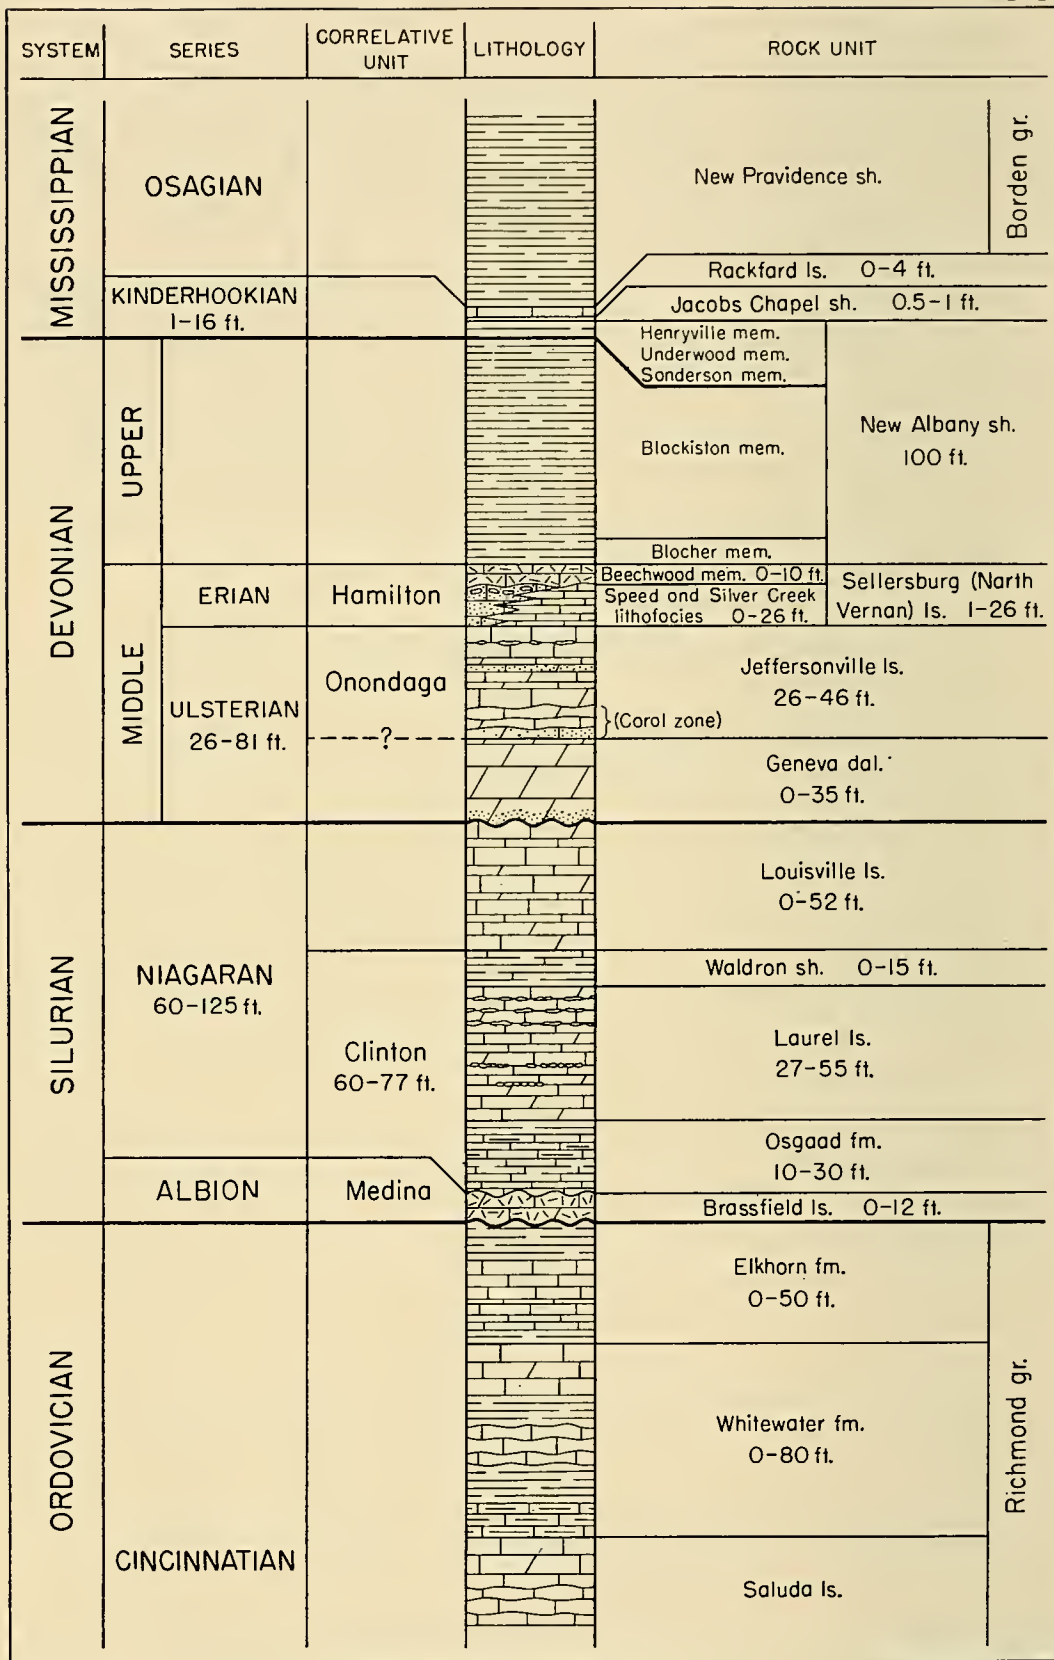 SYSTEM
SERIES
CORRELATIVE
UNIT
LITHOLOGY
ROCK UNIT
MISSISSIPPIAN
OSAGIAN
New Pravidence sh.
Borden gr.
Rackfard ls. 0-4 ft.
KINDERHOOKIAN
1-16 ft.
Jacobs Chapel sh. 0.5-1 ft.
Henryville mem.
Underwood mem.
Sonderson mem.
DEVONIAN
UPPER
Blockiston mem.
New Albany sh.
100 ft.
Blocher mem.
MIDDLE
ERIAN
Hamilton
Beechwood mem. 0-10 ft.
Speed ond Silver Creek
lithofocies 0-26 ft.
Sellersburg (North
Vernan) ls. 1-26 ft.
ULSTERIAN
26-81 ft.
Onondaga
?
Jeffersonville ls.
26-46 ft.
(Coral zone)
Geneva dal.
0-35 ft.
SILURIAN
NIAGARAN
60-125 ft.
Louisville ls.
0-52 ft.
Waldron sh. 0-15 ft.
Clinton
60-77 ft.
Laurel ls.
27-55 ft.
Osgaad fm.
10-30 ft.
ALBION
Medina
Brassfield ls. 0-12 ft.
ORDOVICIAN
CINCINNATIAN
Elkhorn fm.
0-50 ft.
Whitewater fm.
0-80 ft.
Saluda ls.
Richmond gr.